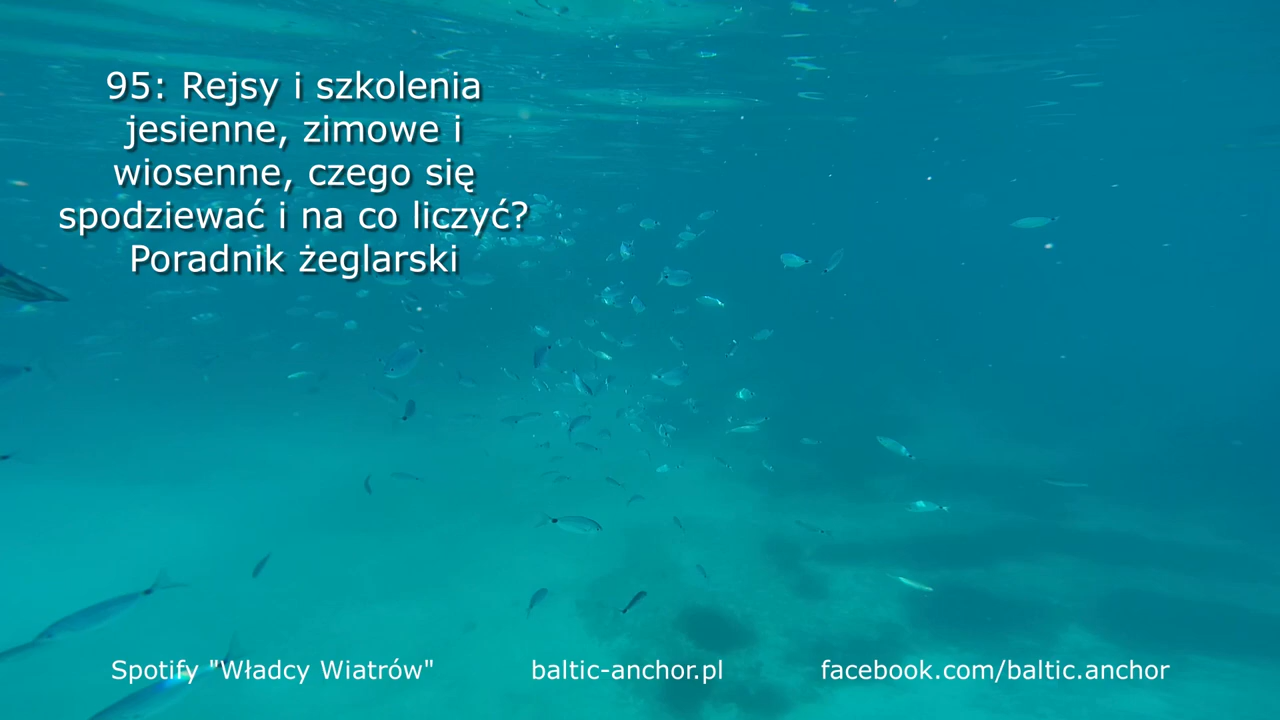 95: Rejsy i szkolenia
jesienne, zimowe i
wiosenne, czego się
spodziewać i na co liczyć?
Poradnik żeglarski
Spotify "Władcy Wiatrów" baltic-anchor.pl facebook.com/baltic.anchor